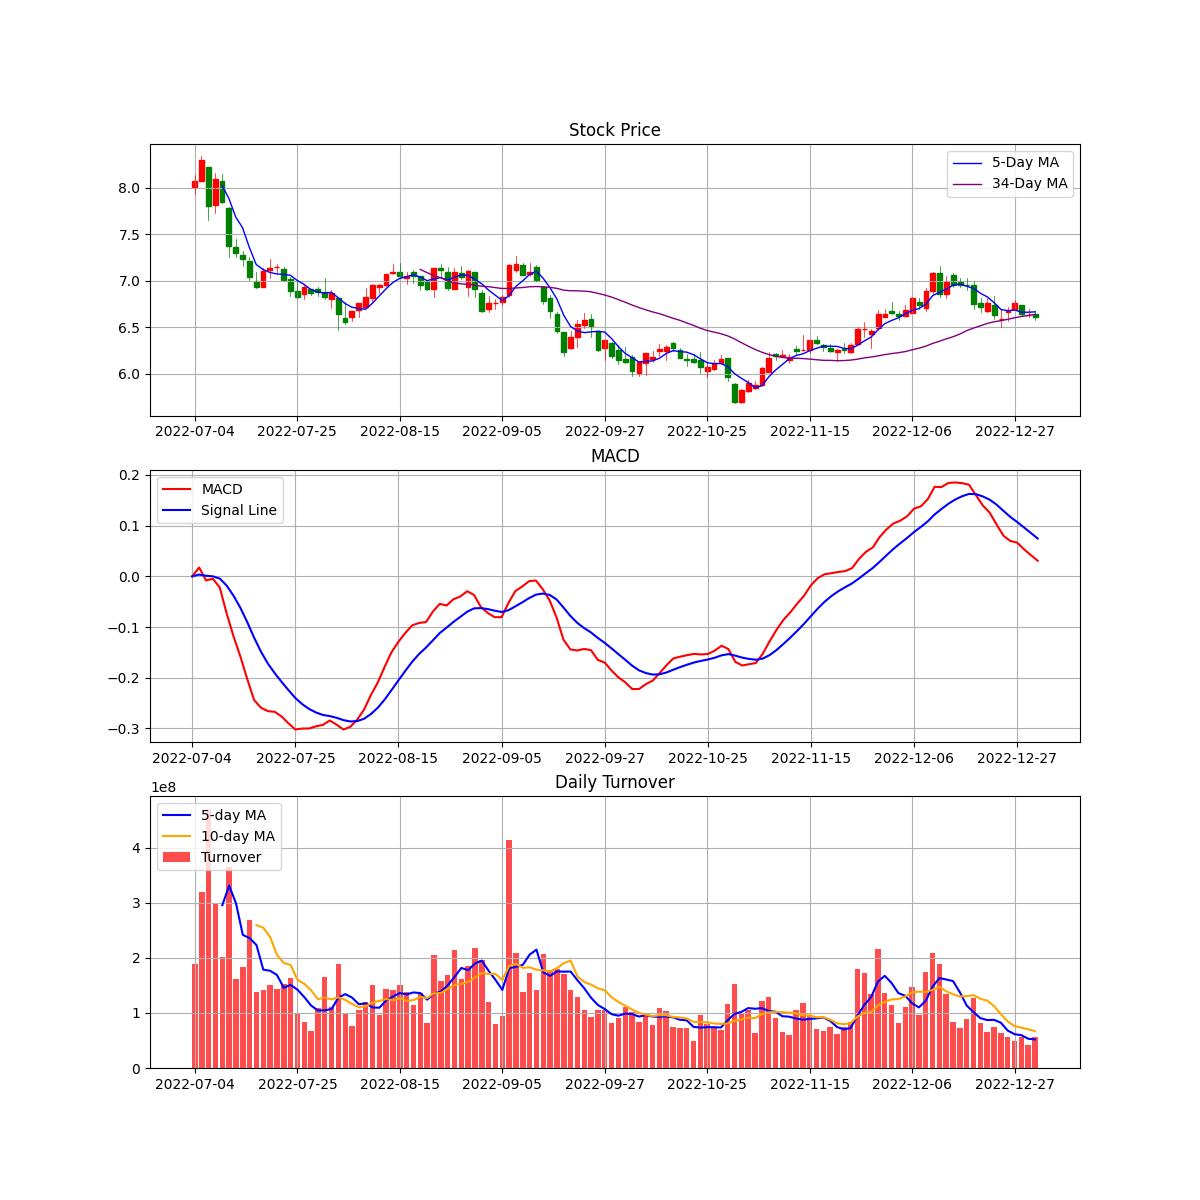 Stock Price
5-Day MA
34-Day MA
8.0
7.5
7.0
6.5
6.0
2022-07-04 2022-07-25 2022-08-15 2022-09-05 2022-09-27 2022-10-25 2022-11-15 2022-12-06 2022-12-27
MACD
MACD
Signal Line
0.2
0.1
0.0
−0.1
−0.2
−0.3
2022-07-04 2022-07-25 2022-08-15 2022-09-05 2022-09-27 2022-10-25 2022-11-15 2022-12-06 2022-12-27
Daily Turnover
1e8
5-day MA
10-day MA
Turnover
4
3
2
1
0
2022-07-04 2022-07-25 2022-08-15 2022-09-05 2022-09-27 2022-10-25 2022-11-15 2022-12-06 2022-12-27